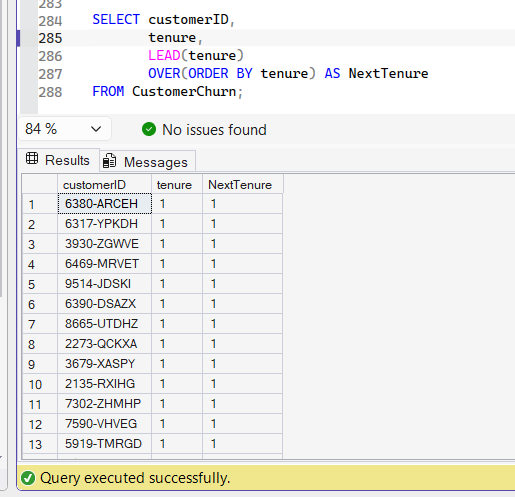 283
284 SELECT customerID,
285 tenure,
286 LEAD(tenure)
287 OVER(ORDER BY tenure) AS NextTenure
288 FROM CustomerChurn;
84 %
No issues found
Results Messages
customerID tenure NextTenure
1 6380-ARCEH 1 1
2 6317-YPKDH 1 1
3 3930-ZGWVE 1 1
4 6469-MRVET 1 1
5 9514-JDSKI 1 1
6 6390-DSAZX 1 1
7 8665-UTDHZ 1 1
8 2273-QCKXA 1 1
9 3679-XASPY 1 1
10 2135-RXIHG 1 1
11 7302-ZHMHP 1 1
12 7590-VHVEG 1 1
13 5919-TMRGD 1 1
Query executed successfully.